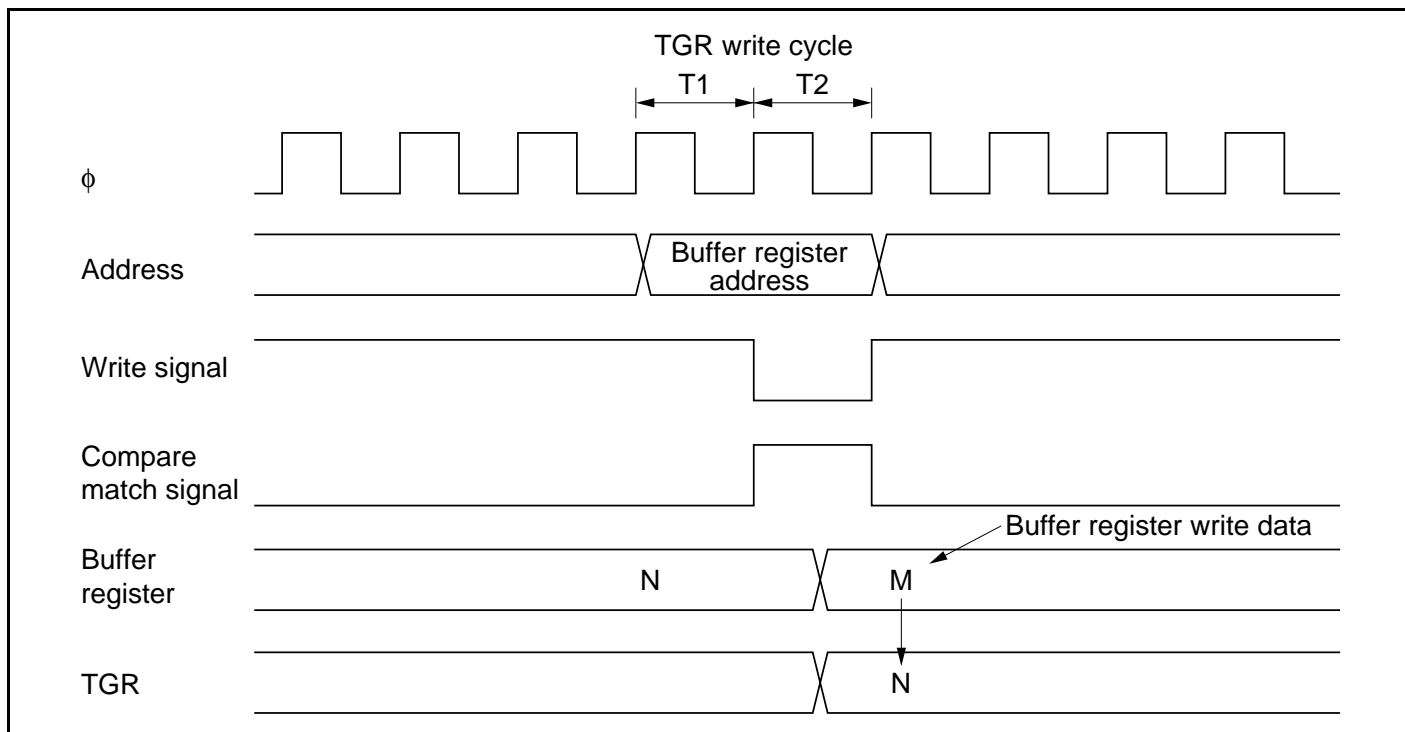 TGR write cycle
T1 T2
ϕ
Address
Buffer register
address
Write signal
Compare
match signal
Buffer register write data
Buffer
register
N M
TGR
N